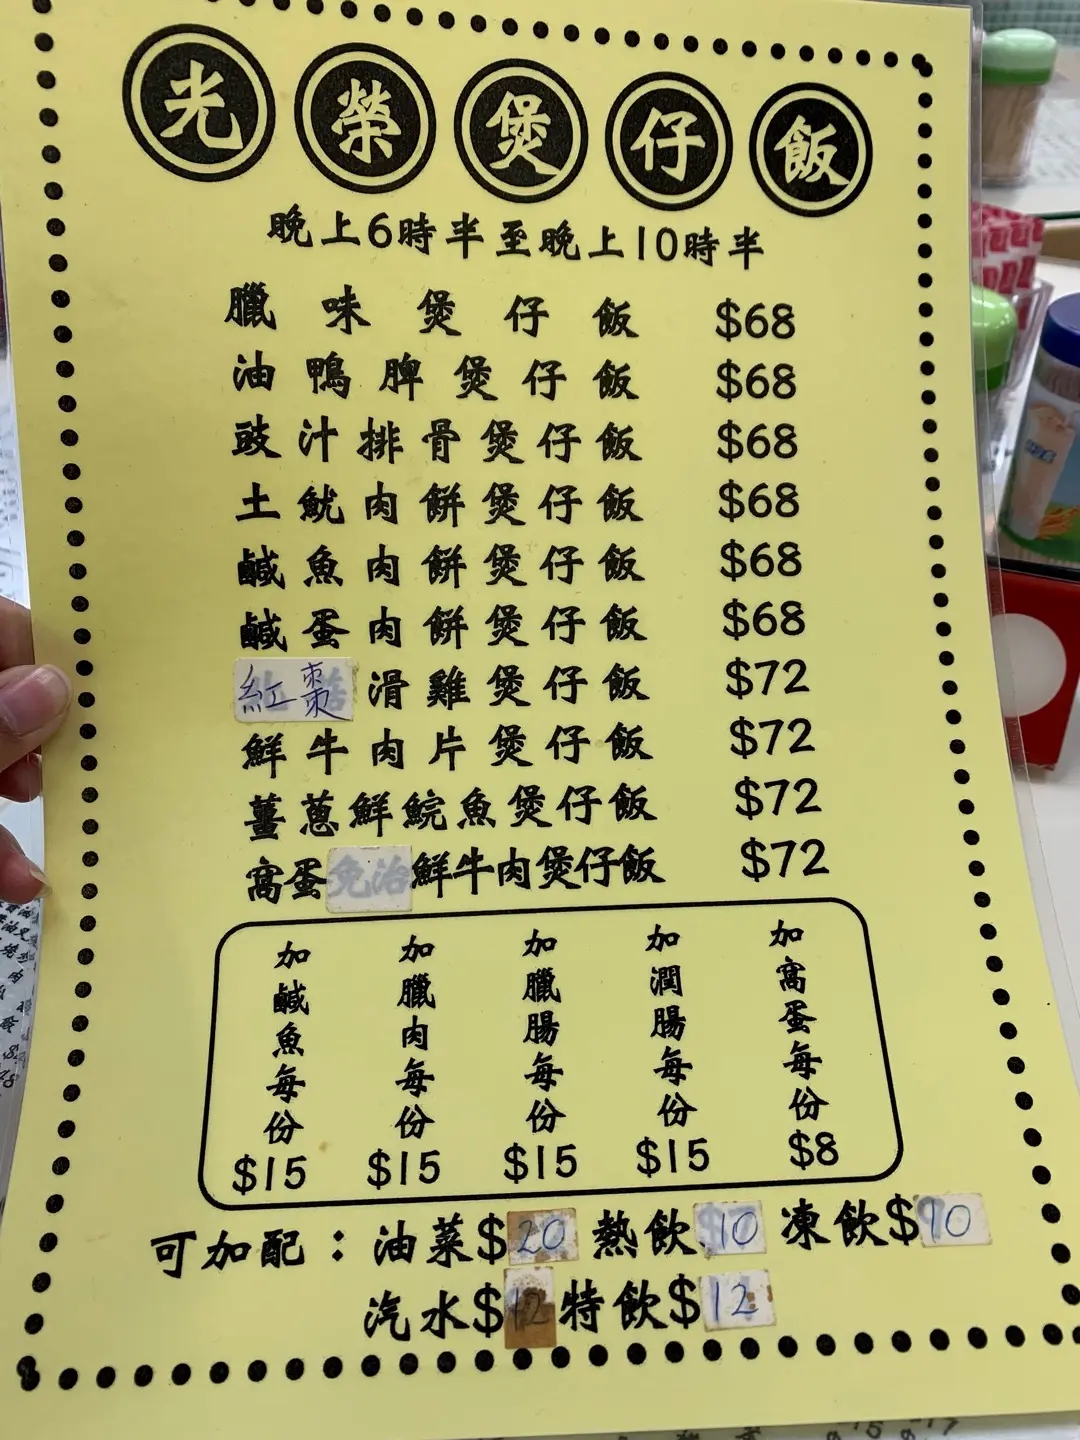 光榮煲仔飯
晚上6時半至晚上10時半
臘味煲仔飯 $68
油鴨脾煲仔飯 $68
豉汁排骨煲仔飯 $68
土魷肉餅煲仔飯 $68
鹹魚肉餅煲仔飯 $68
鹹蛋肉餅煲仔飯 $68
紅棗滑雞煲仔飯 $72
鮮牛肉片煲仔飯 $72
薑蔥鮮鯇魚煲仔飯 $72
窩蛋免治鮮牛肉煲仔飯 $72
加鹹魚每份 $15
加臘肉每份 $15
加臘腸每份 $15
加潤腸每份 $15
加窩蛋每份 $8
可加配：油菜$20 熱飲$10 凍飲$10
汽水$12 特飲$12